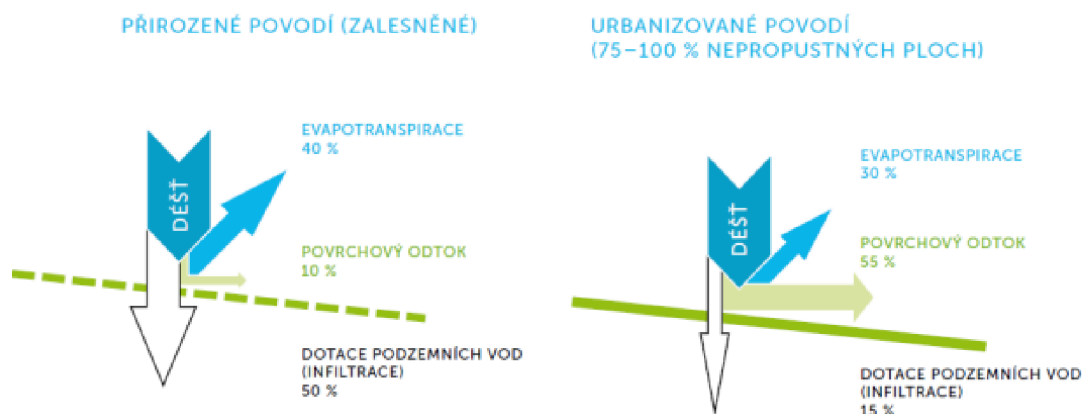 PŘIROZENÉ POVODÍ (ZALESNĚNÉ)
EVAPOTRANSPIRACE
40 %
DÉŠŤ
POVRCHOVÝ ODTOK
10 %
DOTACE PODZEMNÍCH VOD
(INFILTRACE)
50 %
URBANIZOVANÉ POVODÍ
(75–100 % NEPROPUSTNÝCH PLOCH)
EVAPOTRANSPIRACE
30 %
DÉŠŤ
POVRCHOVÝ ODTOK
55 %
DOTACE PODZEMNÍCH VOD
(INFILTRACE)
15 %